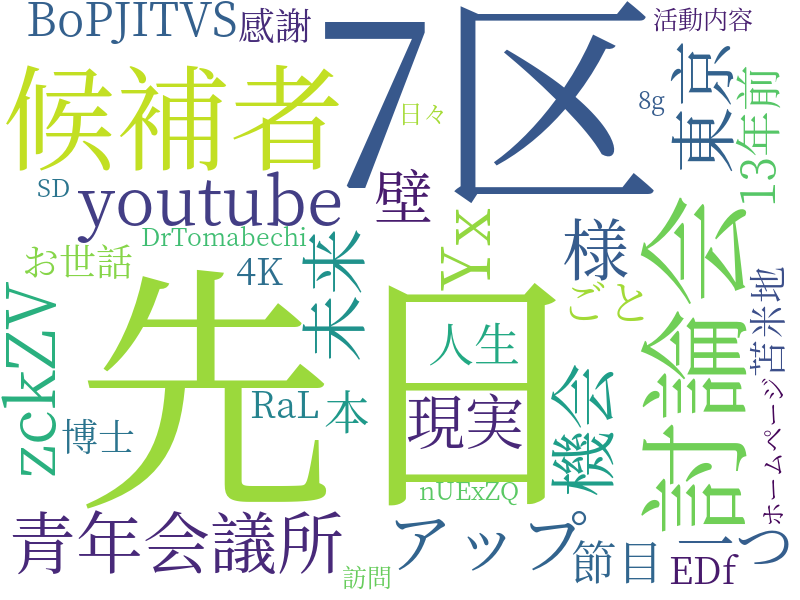 BoPJITVS
感謝
7区
活動内容
候補者
8g
東京
13年前
日々
SD
youtube
壁
様
DrTomabechi
Yx
討論会
お世話
4K
未来
ごと
苫米地
zckZV
先日
人生
機会
RaL
本
現実
博士
ホームページ
nUExZQ
青年会議所
アップ
一つ
節目
EDf
訪問